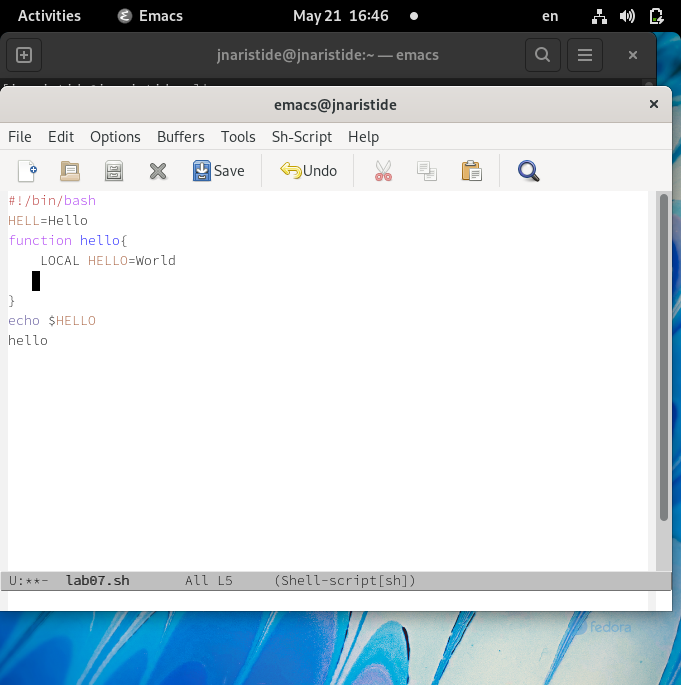 Activities Emacs May 21 16:46 en
jnaristide@jnaristide:~ — emacs
emacs@jnaristide
File Edit Options Buffers Tools Sh-Script Help
Save Undo
#!/bin/bash
HELL=Hello
function hello{
    LOCAL HELLO=World
}
echo $HELLO
hello
U:**- lab07.sh All L5 (Shell-script[sh])
fedora